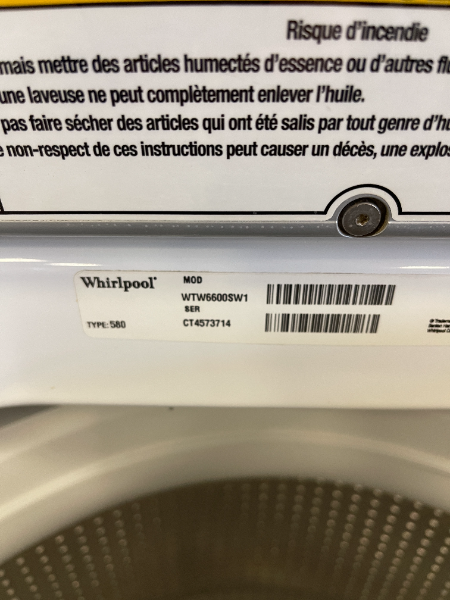 Risque d'incendie
mais mettre des articles humectés d'essence ou d'autres
une laveuse ne peut complètement enlever l'huile.
pas faire sécher des articles qui ont été salis par tout genre
non-respect de ces instructions peut causer un décès, une
Whirlpool
MOD
WTW6600SW1
SER
TYPE:580
CT4573714